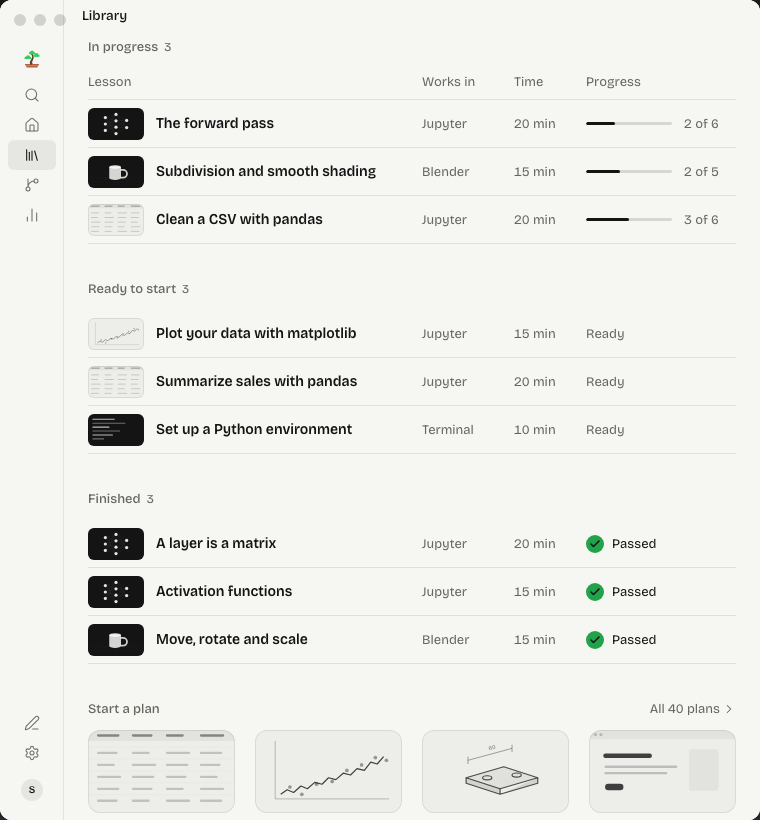 Library
In progress 3
Lesson Works in Time Progress
The forward pass Jupyter 20 min 2 of 6
Subdivision and smooth shading Blender 15 min 2 of 5
Clean a CSV with pandas Jupyter 20 min 3 of 6
Ready to start 3
Plot your data with matplotlib Jupyter 15 min Ready
Summarize sales with pandas Jupyter 20 min Ready
Set up a Python environment Terminal 10 min Ready
Finished 3
A layer is a matrix Jupyter 20 min Passed
Activation functions Jupyter 15 min Passed
Move, rotate and scale Blender 15 min Passed
Start a plan All 40 plans
80
S